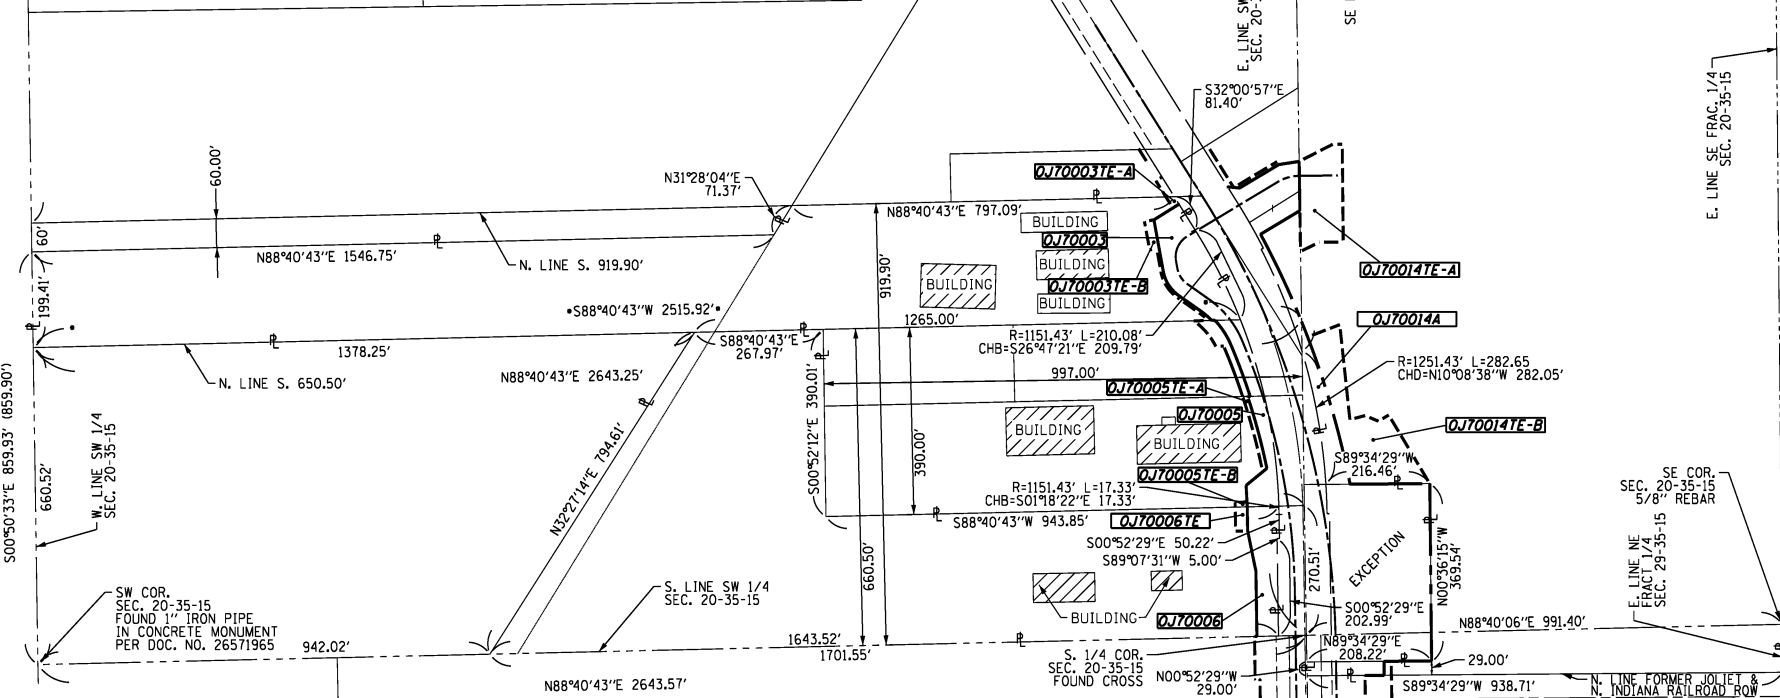 E. LINE SW
SEC. 20-
SE
S32°00'57"E
81.40'
E. LINE SE FRAC. 1/4
SEC. 20-35-15
60.00'
N31°28'04"E
71.37'
0J70003TE-A
N88°40'43"E 797.09'
BUILDING
0J70003
60'
N88°40'43"E 1546.75'
N. LINE S. 919.90'
BUILDING
0J70014TE-A
BUILDING
0J70003TE-B
BUILDING
919.90'
199.41'
S88°40'43"W 2515.92'
1265.00'
0J70014A
S88°40'43"E
267.97'
R=1151.43' L=210.08'
CHB=S26°47'21"E 209.79'
1378.25'
R=1251.43' L=282.65
CHD=N10°08'38"W 282.05'
N. LINE S. 650.50'
N88°40'43"E 2643.25'
997.00'
0J70005TE-A
S00°50'33"E 859.93' (859.90')
S00°52'12"E 390.01'
390.00'
0J70005
BUILDING
BUILDING
0J70014TE-B
W. LINE SW 1/4
SEC. 20-35-15
N32°27'14"E 794.61'
S89°34'29"W
216.46'
0J70005TE-B
660.52'
R=1151.43' L=17.33'
CHB=S01°18'22"E 17.33'
SE COR.
SEC. 20-35-15
5/8" REBAR
S88°40'43"W 943.85'
0J70006TE
S00°52'29"E 50.22'
S89°07'31"W 5.00'
660.50'
270.51'
EXCEPTION
N00°36'15"W
369.54'
E. LINE NE
FRACT 1/4
SEC. 29-35-15
SW COR.
SEC. 20-35-15
FOUND 1" IRON PIPE
IN CONCRETE MONUMENT
PER DOC. NO. 26571965
S. LINE SW 1/4
SEC. 20-35-15
BUILDING
0J70006
S00°52'29"E
202.99'
N88°40'06"E 991.40'
942.02'
1643.52'
1701.55'
N89°34'29"E
208.22'
S. 1/4 COR.
SEC. 20-35-15
FOUND CROSS
N00°52'29"W
29.00'
29.00'
N88°40'43"E 2643.57'
S89°34'29"W 938.71'
N. LINE FORMER JOLIET &
N. INDIANA RAILROAD ROW